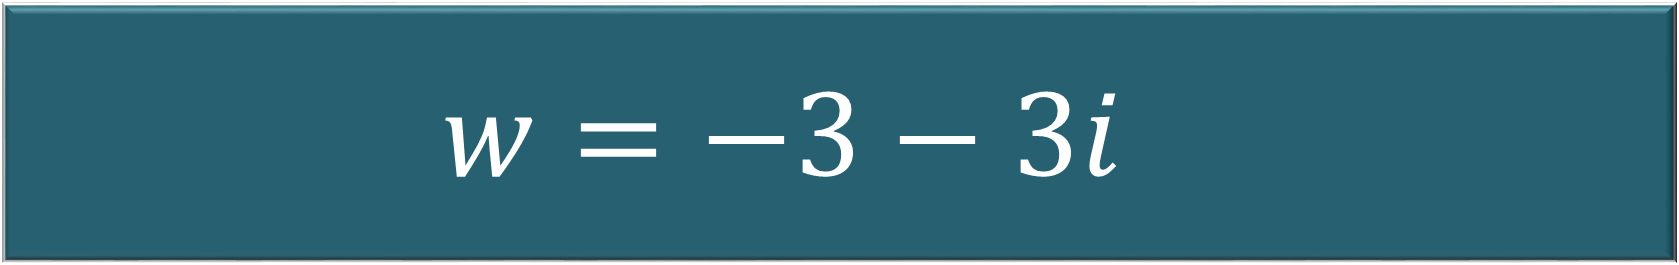 w = −3 − 3i